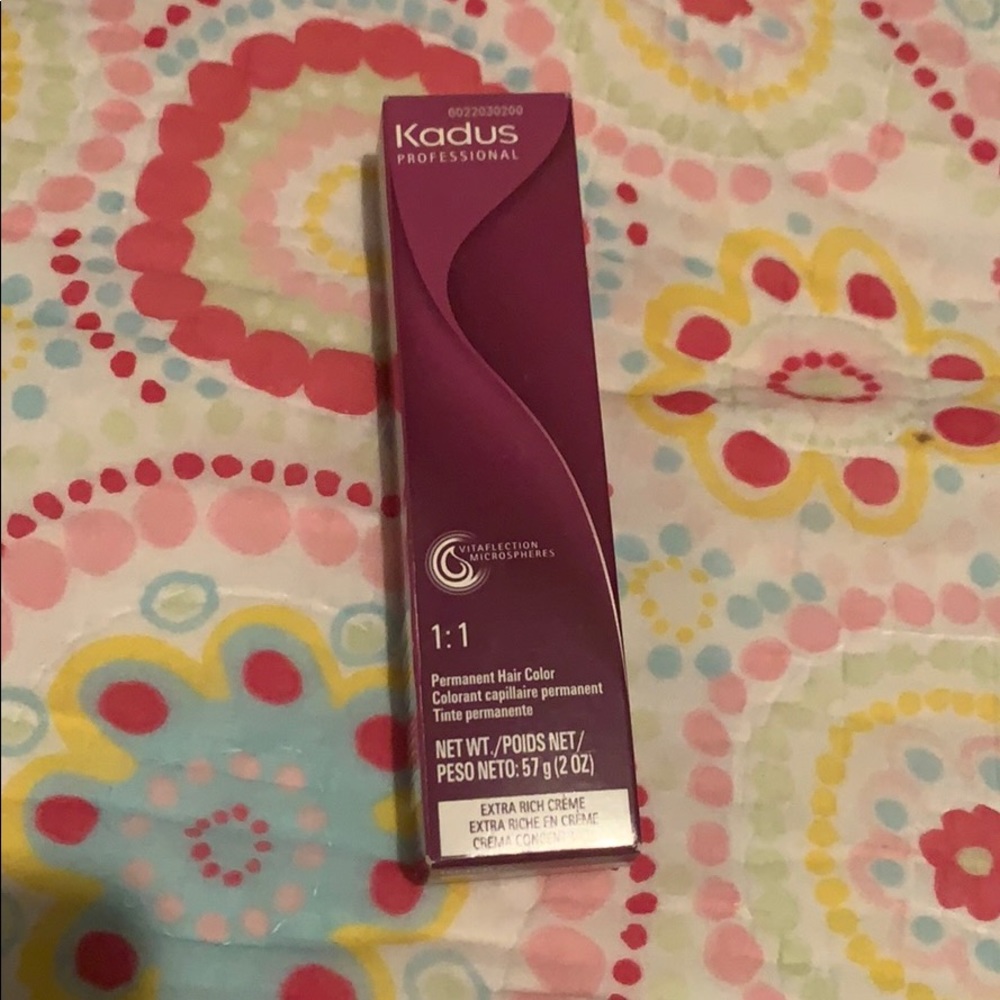 6022030200
Kadus
PROFESSIONAL
VITAFLECTION
MICROSPHERES
1:1
Permanent Hair Color
Colorant capillaire permanent
Tinte permanente
NET WT./POIDS NET/
PESO NETO: 57 g (2 OZ)
EXTRA RICH CRÈME
EXTRA RICHE EN CRÈME
CREMA